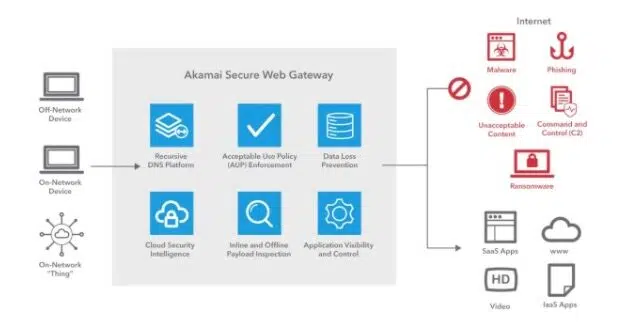 Internet
Akamai Secure Web Gateway
Malware
Phishing
Off-Network
Device
Unacceptable
Content
Command and
Control (C2)
Recursive
DNS Platform
Acceptable Use Policy
(AUP) Enforcement
Data Loss
Prevention
On-Network
Device
Ransomware
Cloud Security
Intelligence
Inline and Offline
Payload Inspection
Application Visibility
and Control
SaaS Apps
www
On-Network
"Thing"
HD
Video
IaaS Apps